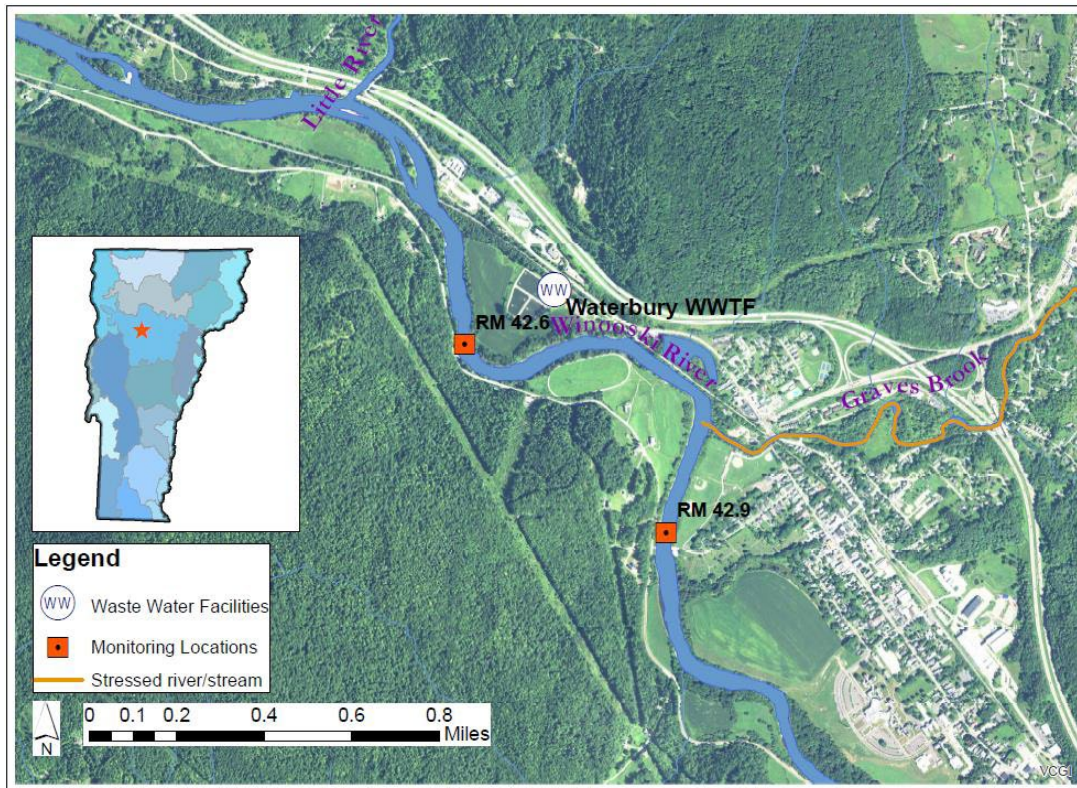 Little River
WW
Waterbury WWTF
RM 42.6
Winooski River
Graves Brook
RM 42.9
Legend
WW Waste Water Facilities
Monitoring Locations
Stressed river/stream
N
0 0.1 0.2 0.4 0.6 0.8
Miles
VCGI